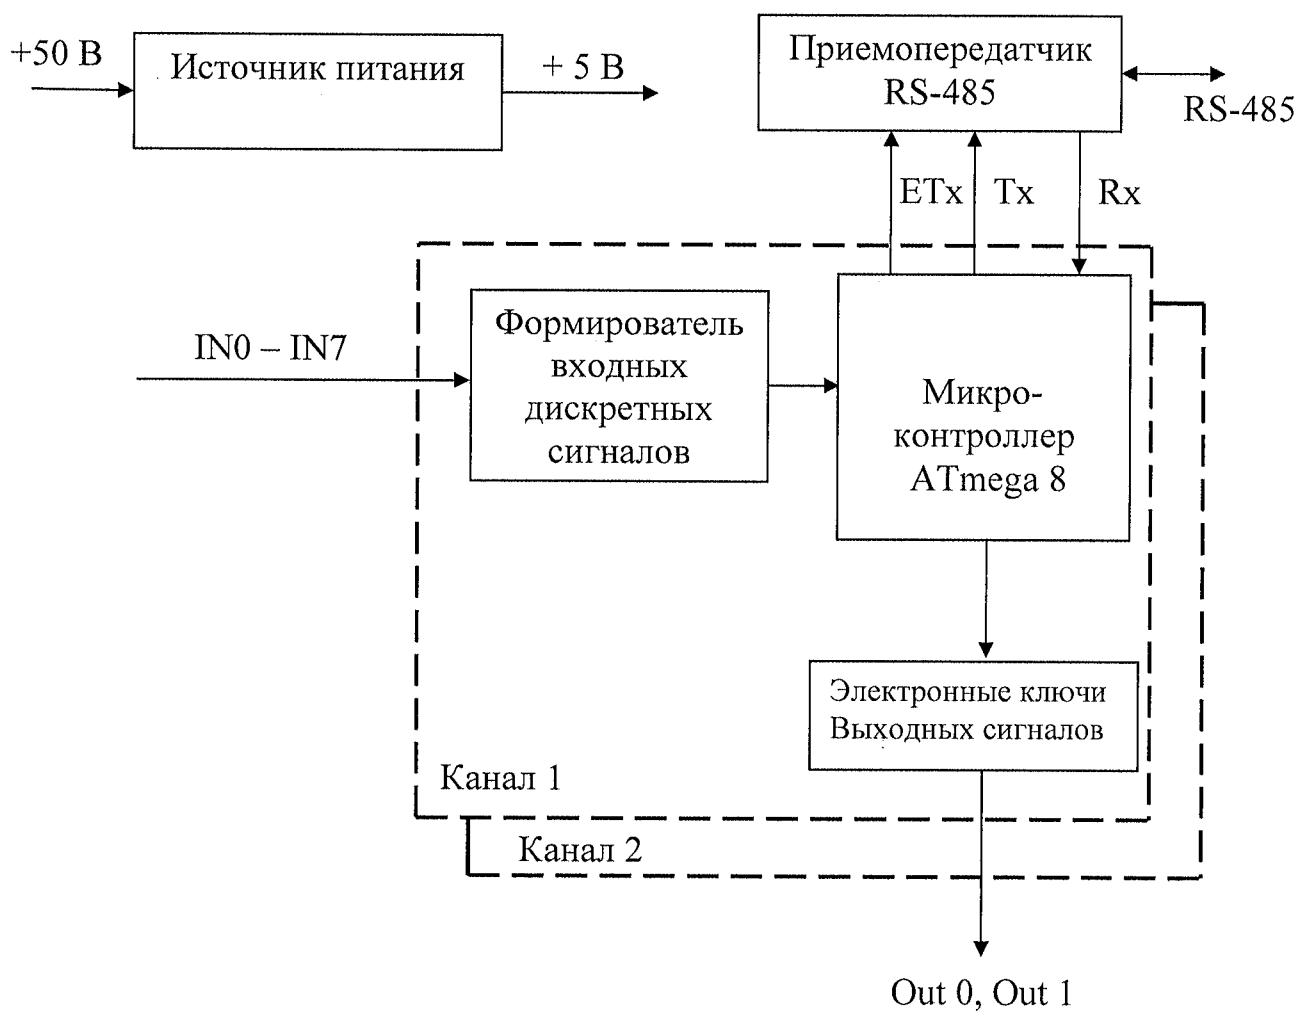 +50 В
Источник питания
+ 5 В
Приемопередатчик
RS-485
RS-485
ETx
Tx
Rx
IN0 – IN7
Формирователь
входных
дискретных
сигналов
Микро-
контроллер
ATmega 8
Электронные ключи
Выходных сигналов
Канал 1
Канал 2
Out 0, Out 1